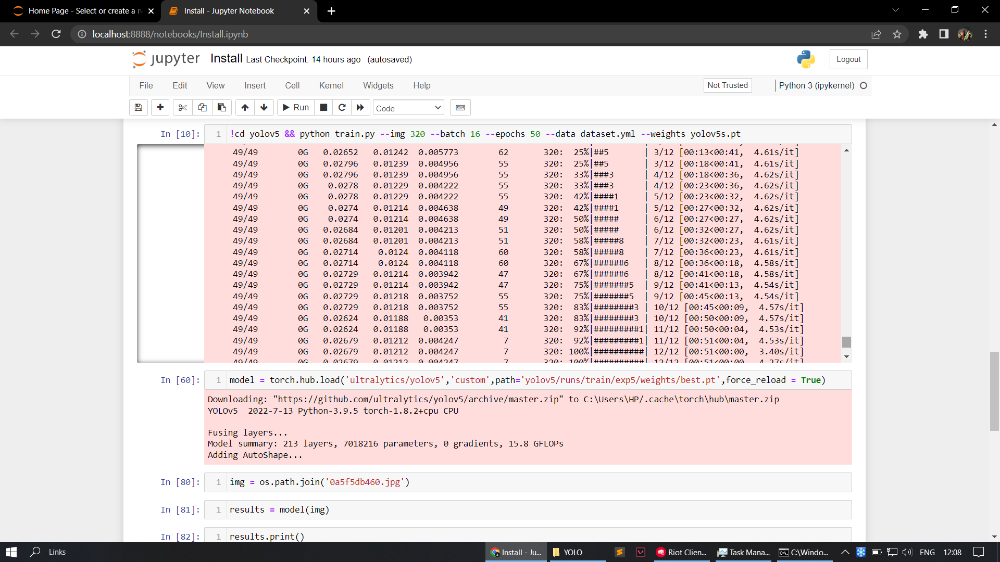 Home Page - Select or create a n
Install - Jupyter Notebook
localhost:8888/notebooks/Install.ipynb
jupyter Install Last Checkpoint: 14 hours ago (autosaved)
Logout
File Edit View Insert Cell Kernel Widgets Help
Not Trusted
Python 3 (ipykernel)
Run
Code
In [10]: 1 !cd yolov5 && python train.py --img 320 --batch 16 --epochs 50 --data dataset.yml --weights yolov5s.pt
49/49 0G 0.02652 0.01242 0.005773 62 320: 25%|##5 | 3/12 [00:13<00:41, 4.61s/it]
49/49 0G 0.02796 0.01239 0.004956 55 320: 25%|##5 | 3/12 [00:18<00:41, 4.61s/it]
49/49 0G 0.02796 0.01239 0.004956 55 320: 33%|###3 | 4/12 [00:18<00:36, 4.62s/it]
49/49 0G 0.0278 0.01229 0.004222 55 320: 33%|###3 | 4/12 [00:23<00:36, 4.62s/it]
49/49 0G 0.0278 0.01229 0.004222 55 320: 42%|####1 | 5/12 [00:23<00:32, 4.62s/it]
49/49 0G 0.0274 0.01214 0.004638 49 320: 42%|####1 | 5/12 [00:27<00:32, 4.62s/it]
49/49 0G 0.0274 0.01214 0.004638 49 320: 50%|##### | 6/12 [00:27<00:27, 4.62s/it]
49/49 0G 0.02684 0.01201 0.004213 51 320: 50%|##### | 6/12 [00:32<00:27, 4.62s/it]
49/49 0G 0.02684 0.01201 0.004213 51 320: 58%|#####8 | 7/12 [00:32<00:23, 4.61s/it]
49/49 0G 0.02714 0.0124 0.004118 60 320: 58%|#####8 | 7/12 [00:36<00:23, 4.61s/it]
49/49 0G 0.02714 0.0124 0.004118 60 320: 67%|######6 | 8/12 [00:36<00:18, 4.58s/it]
49/49 0G 0.02729 0.01214 0.003942 47 320: 67%|######6 | 8/12 [00:41<00:18, 4.58s/it]
49/49 0G 0.02729 0.01214 0.003942 47 320: 75%|#######5 | 9/12 [00:41<00:13, 4.54s/it]
49/49 0G 0.02729 0.01218 0.003752 55 320: 75%|#######5 | 9/12 [00:45<00:13, 4.54s/it]
49/49 0G 0.02729 0.01218 0.003752 55 320: 83%|########3 | 10/12 [00:45<00:09, 4.57s/it]
49/49 0G 0.02624 0.01188 0.00353 41 320: 83%|########3 | 10/12 [00:50<00:09, 4.57s/it]
49/49 0G 0.02624 0.01188 0.00353 41 320: 92%|#########1| 11/12 [00:50<00:04, 4.53s/it]
49/49 0G 0.02679 0.01212 0.004247 7 320: 92%|#########1| 11/12 [00:51<00:04, 4.53s/it]
49/49 0G 0.02679 0.01212 0.004247 7 320: 100%|##########| 12/12 [00:51<00:00, 3.40s/it]
49/49 0G 0.02679 0.01212 0.004247 7 320: 100%|##########| 12/12 [00:51<00:00, 4.27s/it]
In [60]: 1 model = torch.hub.load('ultralytics/yolov5','custom',path='yolov5/runs/train/exp5/weights/best.pt',force_reload = True)
Downloading: "https://github.com/ultralytics/yolov5/archive/master.zip" to C:\Users\HP/.cache\torch\hub\master.zip
YOLOv5 2022-7-13 Python-3.9.5 torch-1.8.2+cpu CPU
Fusing layers...
Model summary: 213 layers, 7018216 parameters, 0 gradients, 15.8 GFLOPs
Adding AutoShape...
In [80]: 1 img = os.path.join('0a5f5db460.jpg')
In [81]: 1 results = model(img)
In [82]: 1 results.print()
Links
Install - Ju...
YOLO
Riot Clien...
Task Mana...
C:\Windo...
ENG
12:08